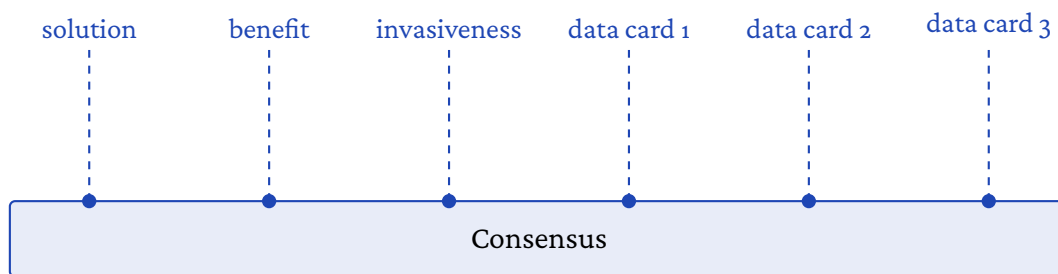 solution benefit invasiveness data card 1 data card 2 data card 3
Consensus